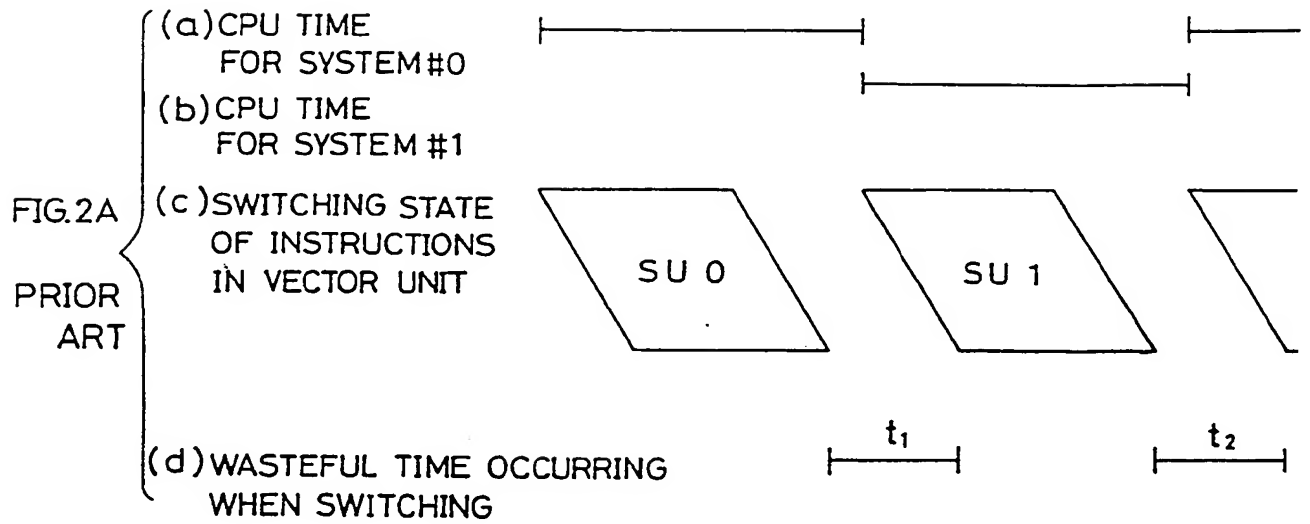 (a) CPU TIME
FOR SYSTEM #0
(b) CPU TIME
FOR SYSTEM #1
FIG. 2A
PRIOR
ART
(c) SWITCHING STATE
OF INSTRUCTIONS
IN VECTOR UNIT
SU 0
SU 1
t₁
t₂
(d) WASTEFUL TIME OCCURRING
WHEN SWITCHING